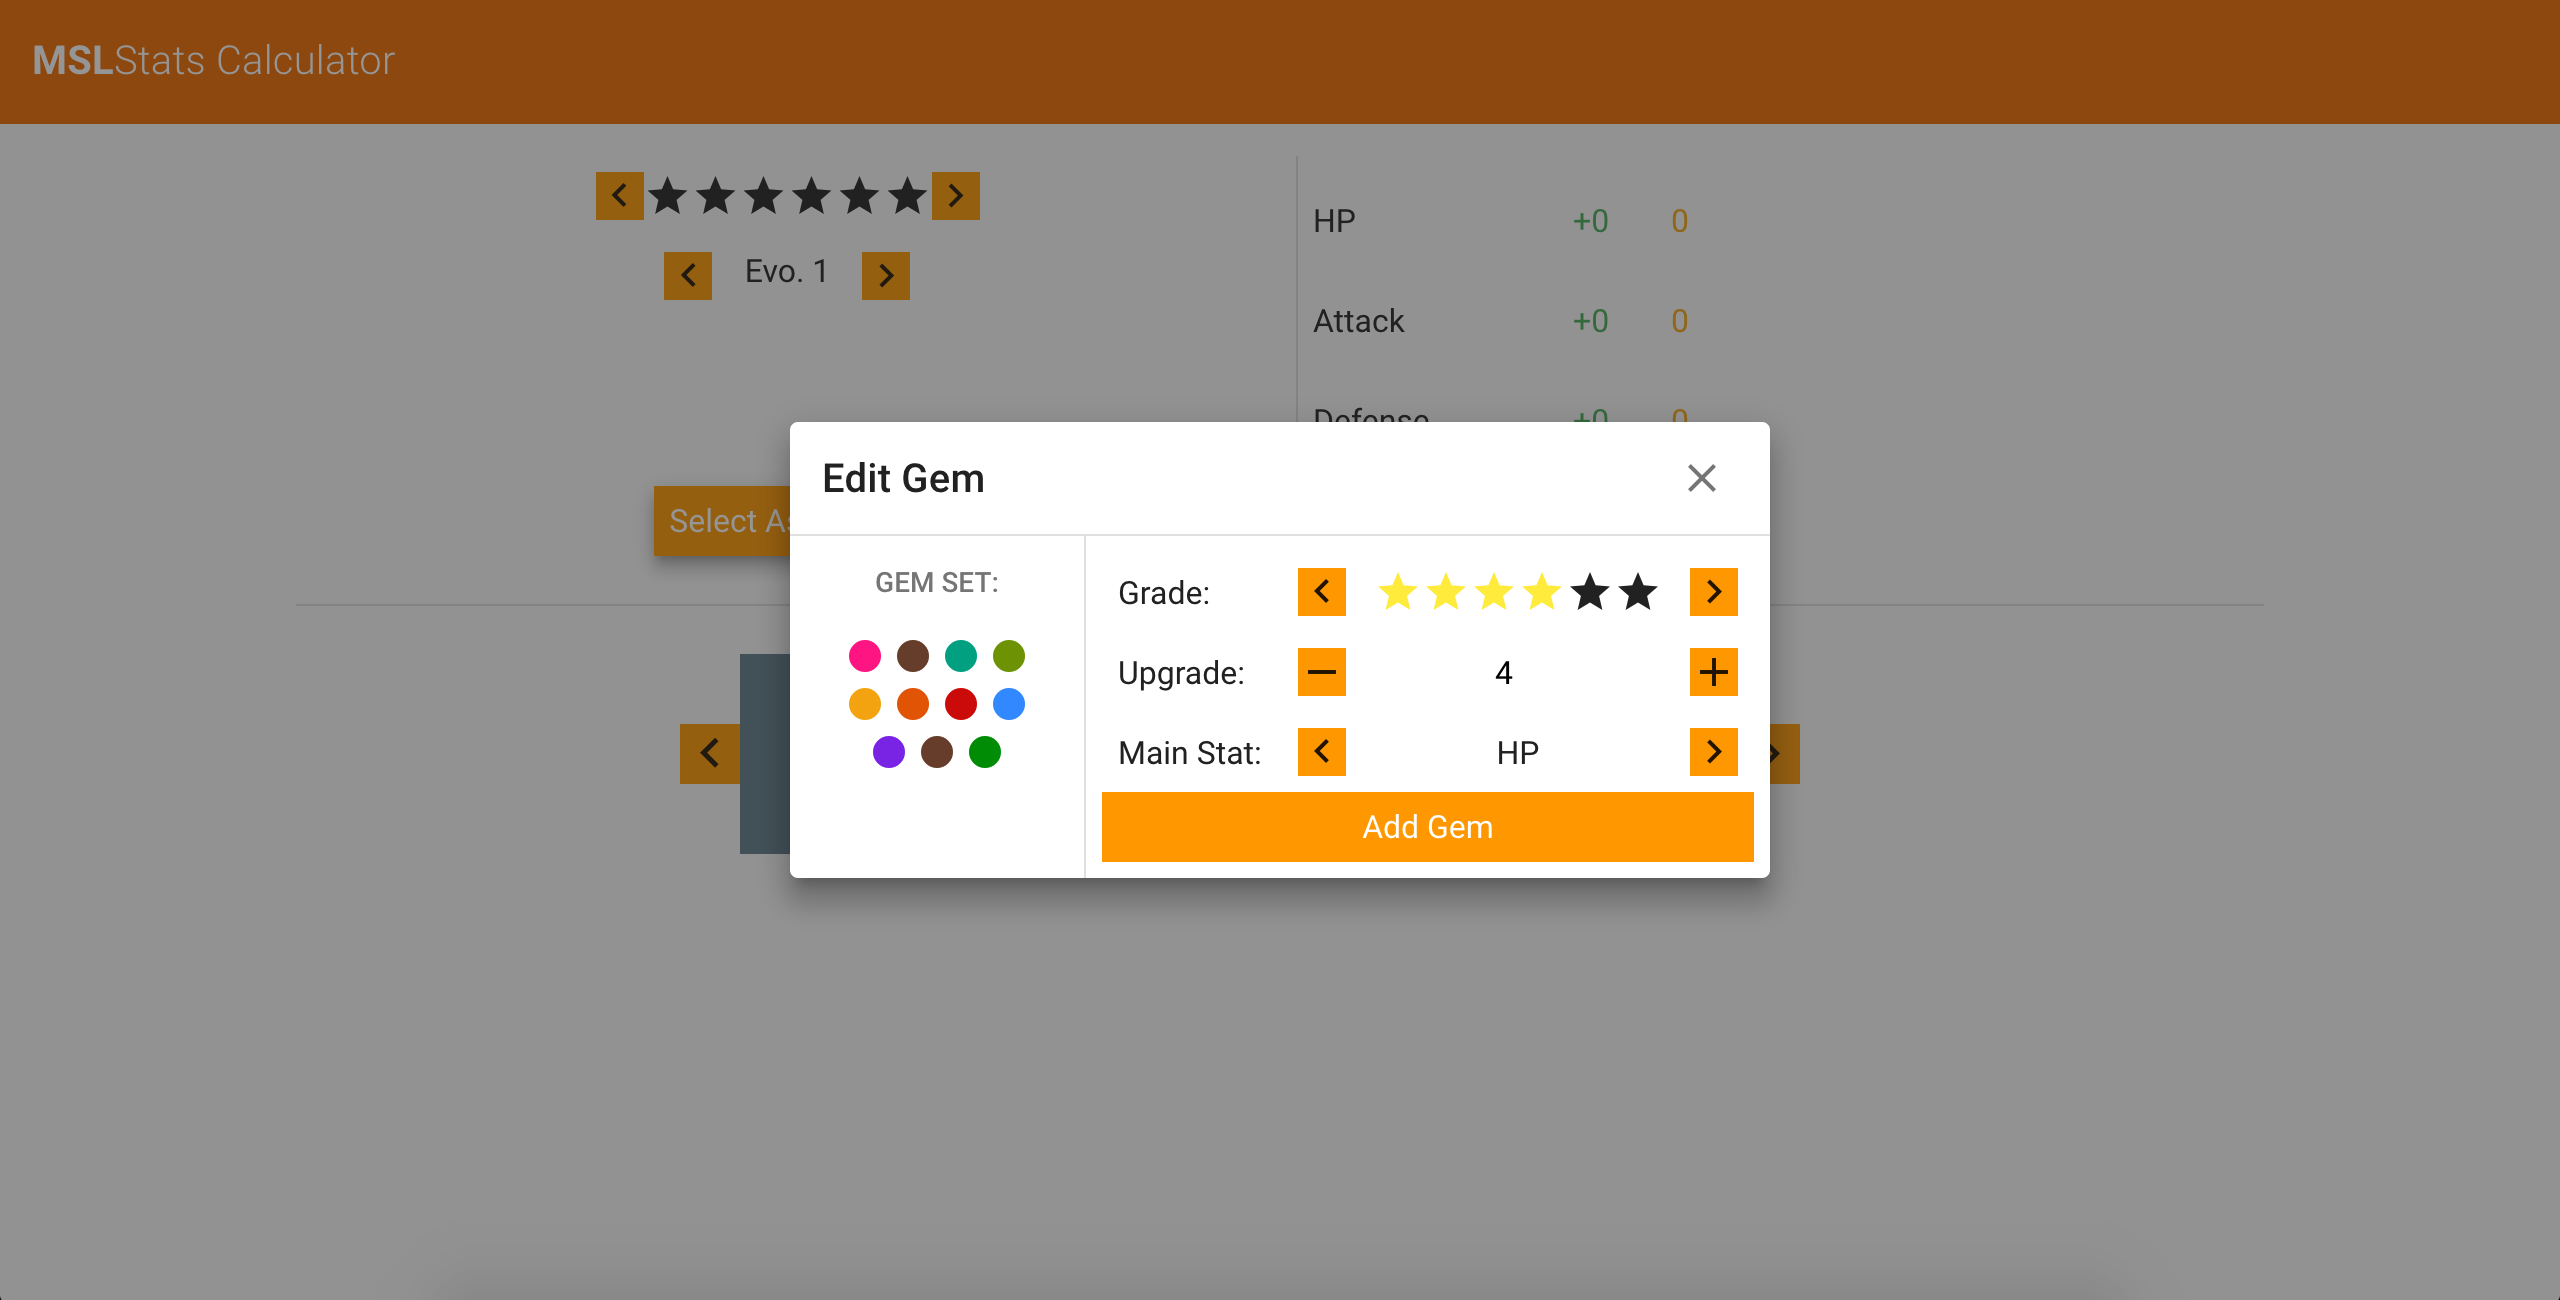 MSLStats Calculator
Evo. 1
HP +0 0
Attack +0 0
Defense +0 0
Select As
Edit Gem
GEM SET:
Grade:
Upgrade: 4
Main Stat: HP
Add Gem